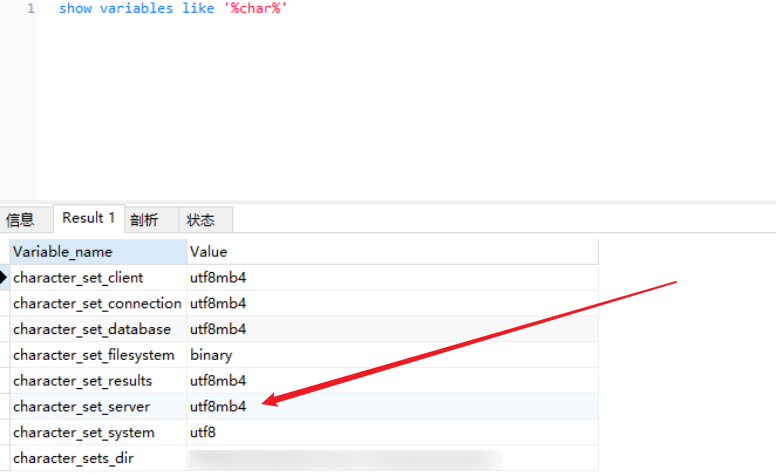 1 show variables like '%char%'
信息 Result 1 剖析 状态
Variable_name Value
character_set_client utf8mb4
character_set_connection utf8mb4
character_set_database utf8mb4
character_set_filesystem binary
character_set_results utf8mb4
character_set_server utf8mb4
character_set_system utf8
character_sets_dir